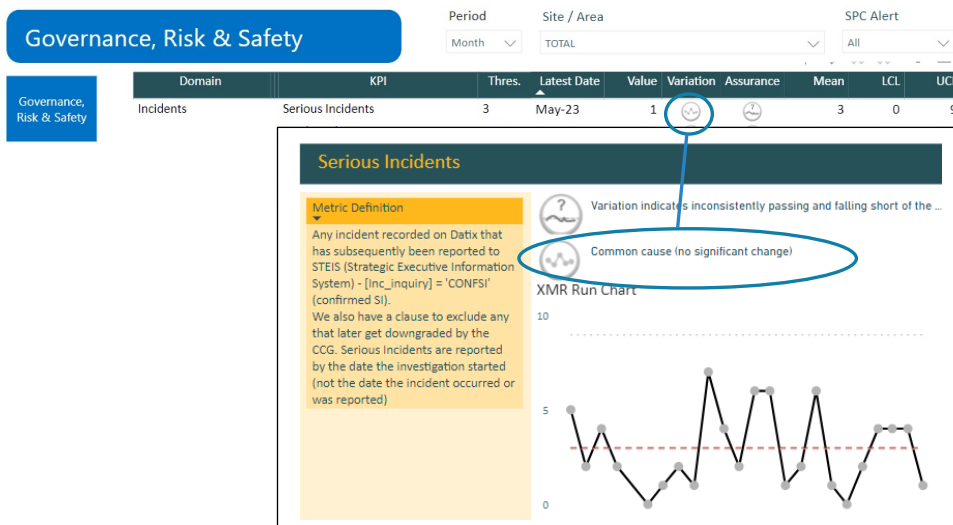 Governance, Risk & Safety
Period
Site / Area
SPC Alert
Month
TOTAL
All
Governance,
Risk & Safety
Domain KPI Thres. Latest Date Value Variation Assurance Mean LCL
Incidents Serious Incidents 3 May-23 1 ? 3 0 9
Serious Incidents
Metric Definition
Any incident recorded on Datix that
has subsequently been reported to
STEIS (Strategic Executive Information
System) - [Inc_inquiry] = 'CONFSI'
(confirmed SI).
We also have a clause to exclude any
that later get downgraded by the
CCG. Serious Incidents are reported
by the date the investigation started
(not the date the incident occurred or
was reported)
?
Variation indicates inconsistently passing and falling short of the ...
Common cause (no significant change)
XMR Run Chart
10
5
0